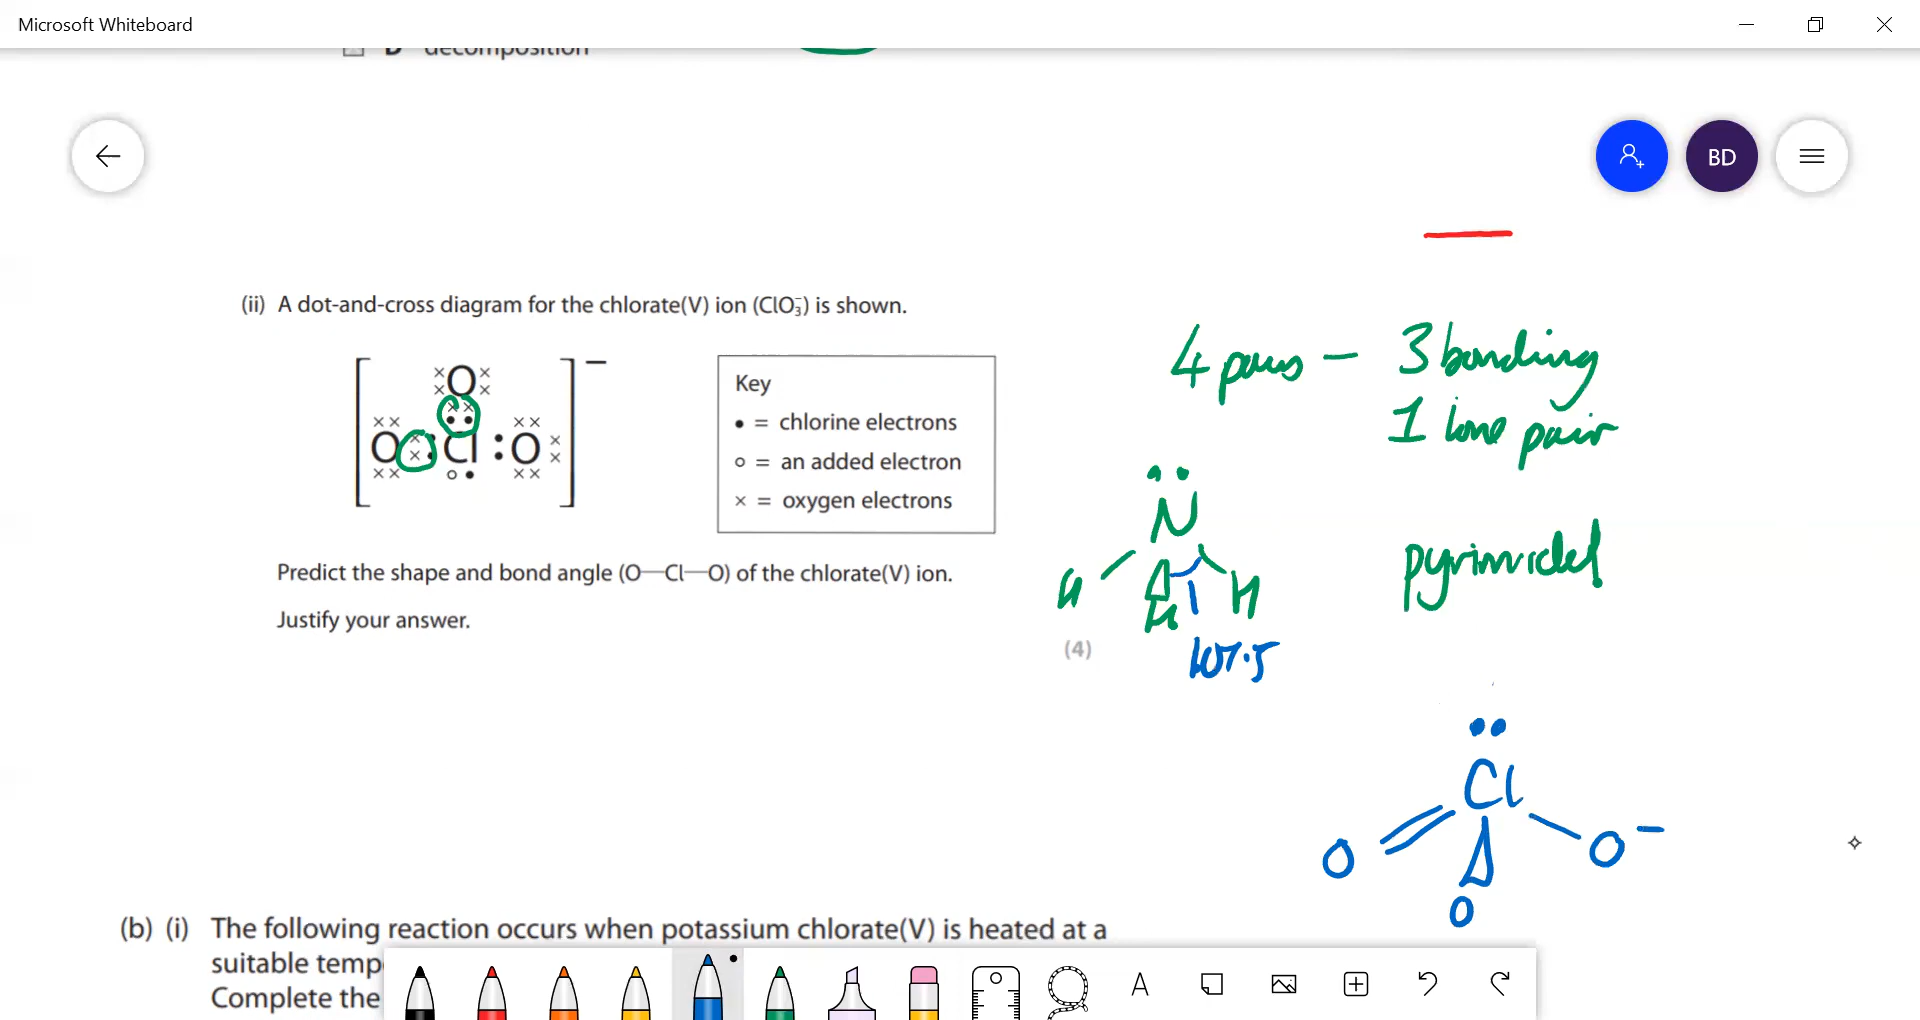 Microsoft Whiteboard
D decomposition
BD
(ii) A dot-and-cross diagram for the chlorate(V) ion (ClO₃⁻) is shown.
4 pairs – 3 bonding
1 lone pair
[ O O Cl O ] –
Key
• = chlorine electrons
o = an added electron
× = oxygen electrons
N
H H H
107.5
pyrimidel
Predict the shape and bond angle (O—Cl—O) of the chlorate(V) ion.
Justify your answer.
(4)
Cl
O O O –
(b) (i) The following reaction occurs when potassium chlorate(V) is heated at a
suitable temp
Complete the
A